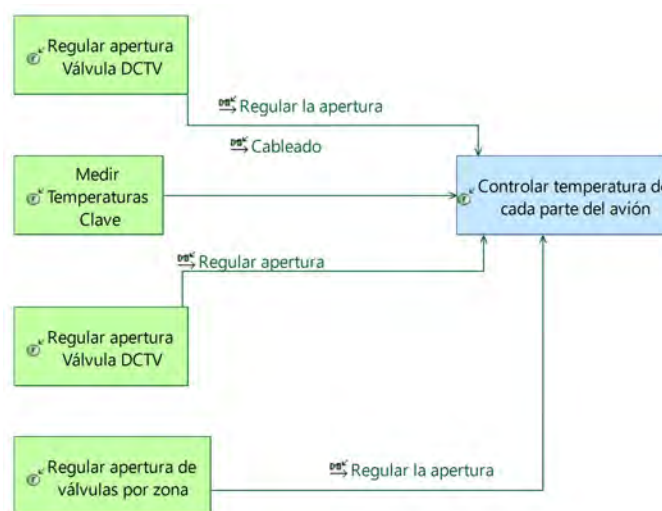 Regular apertura
Válvula DCTV
Regular la apertura
Cableado
Medir
Temperaturas
Clave
Controlar temperatura de
cada parte del avión
Regular apertura
Regular apertura
Válvula DCTV
Regular apertura de
válvulas por zona
Regular la apertura